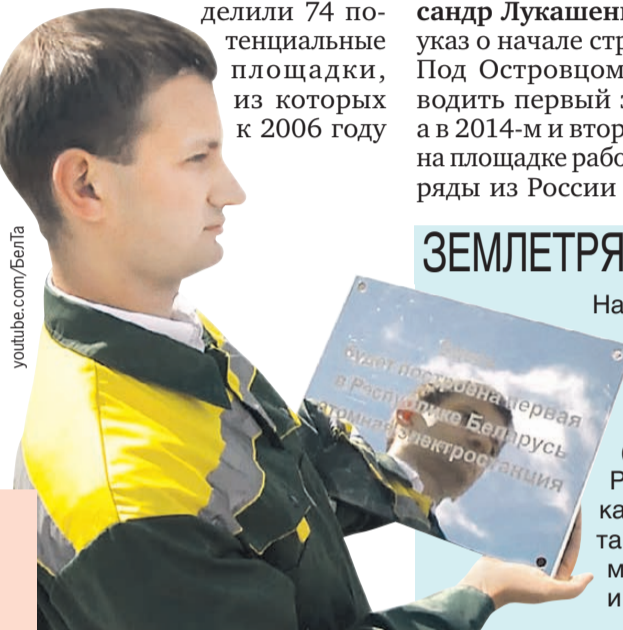 делили 74 по-
тенциальные
площадки,
из которых
к 2006 году
сандр Лукашен
указ о начале стр
Под Островцом
водить первый
а в 2014-м и втор
на площадке рабо
ряды из России
youtube.com/БелТа
ЗЕМЛЕТРЯ
На
будет построена первая
в Республике Беларусь
атомная электростанция
Р
ка
та
м
и